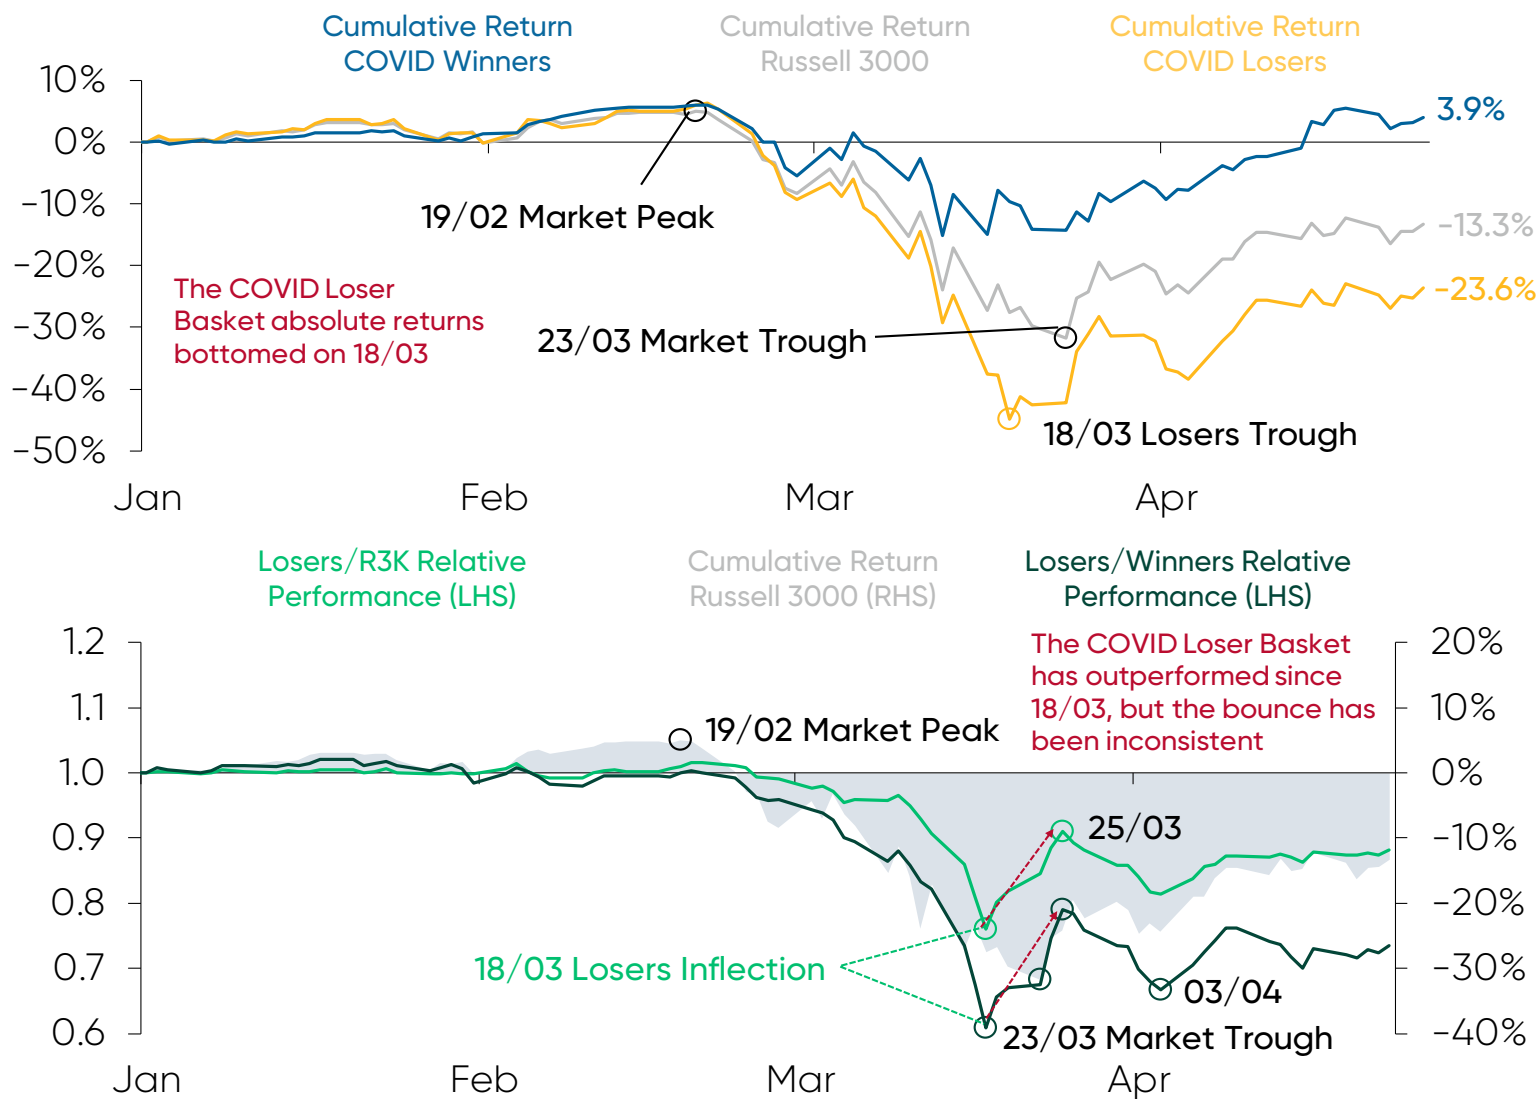 Cumulative Return
COVID Winners
Cumulative Return
Russell 3000
Cumulative Return
COVID Losers
10%
0%
−10%
−20%
−30%
−40%
−50%
3.9%
−13.3%
−23.6%
19/02 Market Peak
The COVID Loser
Basket absolute returns
bottomed on 18/03
23/03 Market Trough
18/03 Losers Trough
Jan
Feb
Mar
Apr
Losers/R3K Relative
Performance (LHS)
Cumulative Return
Russell 3000 (RHS)
Losers/Winners Relative
Performance (LHS)
1.2
1.1
1.0
0.9
0.8
0.7
0.6
20%
10%
0%
−10%
−20%
−30%
−40%
The COVID Loser Basket
has outperformed since
18/03, but the bounce has
been inconsistent
19/02 Market Peak
25/03
18/03 Losers Inflection
03/04
23/03 Market Trough
Jan
Feb
Mar
Apr